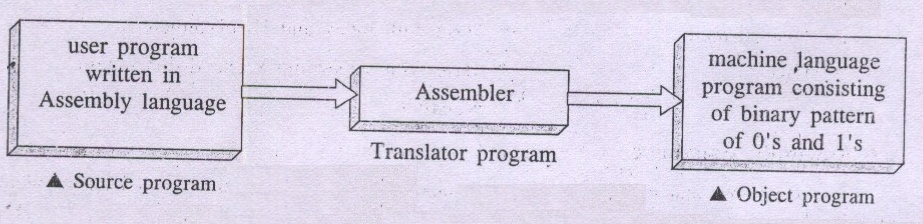 user program
written in
Assembly language
▲ Source program
Assembler
Translator program
machine language
program consisting
of binary pattern
of 0's and 1's
▲ Object program